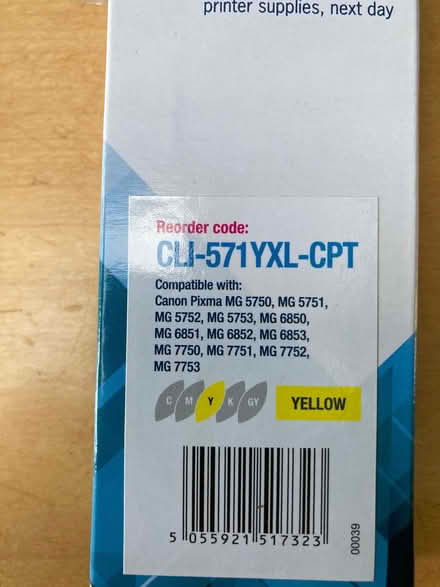 printer supplies, next day
Reorder code:
CLI-571YXL-CPT
Compatible with:
Canon Pixma MG 5750, MG 5751,
MG 5752, MG 5753, MG 6850,
MG 6851, MG 6852, MG 6853,
MG 7750, MG 7751, MG 7752,
MG 7753
C M Y K GY YELLOW
5 055921 517323
00039